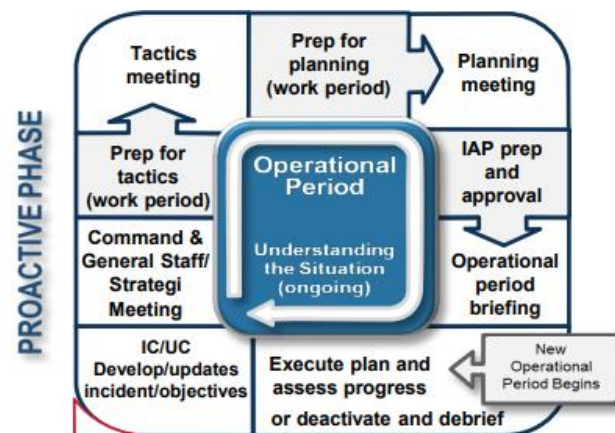 PROACTIVE PHASE
Tactics
meeting
Prep for
planning
(work period)
Planning
meeting
Prep for
tactics
(work period)
Operational
Period
Understanding
the Situation
(ongoing)
IAP prep
and
approval
Command &
General Staff/
Strategi
Meeting
Operational
period
briefing
IC/UC
Develop/updates
incident/objectives
Execute plan and
assess progress
or deactivate and debrief
New
Operational
Period Begins